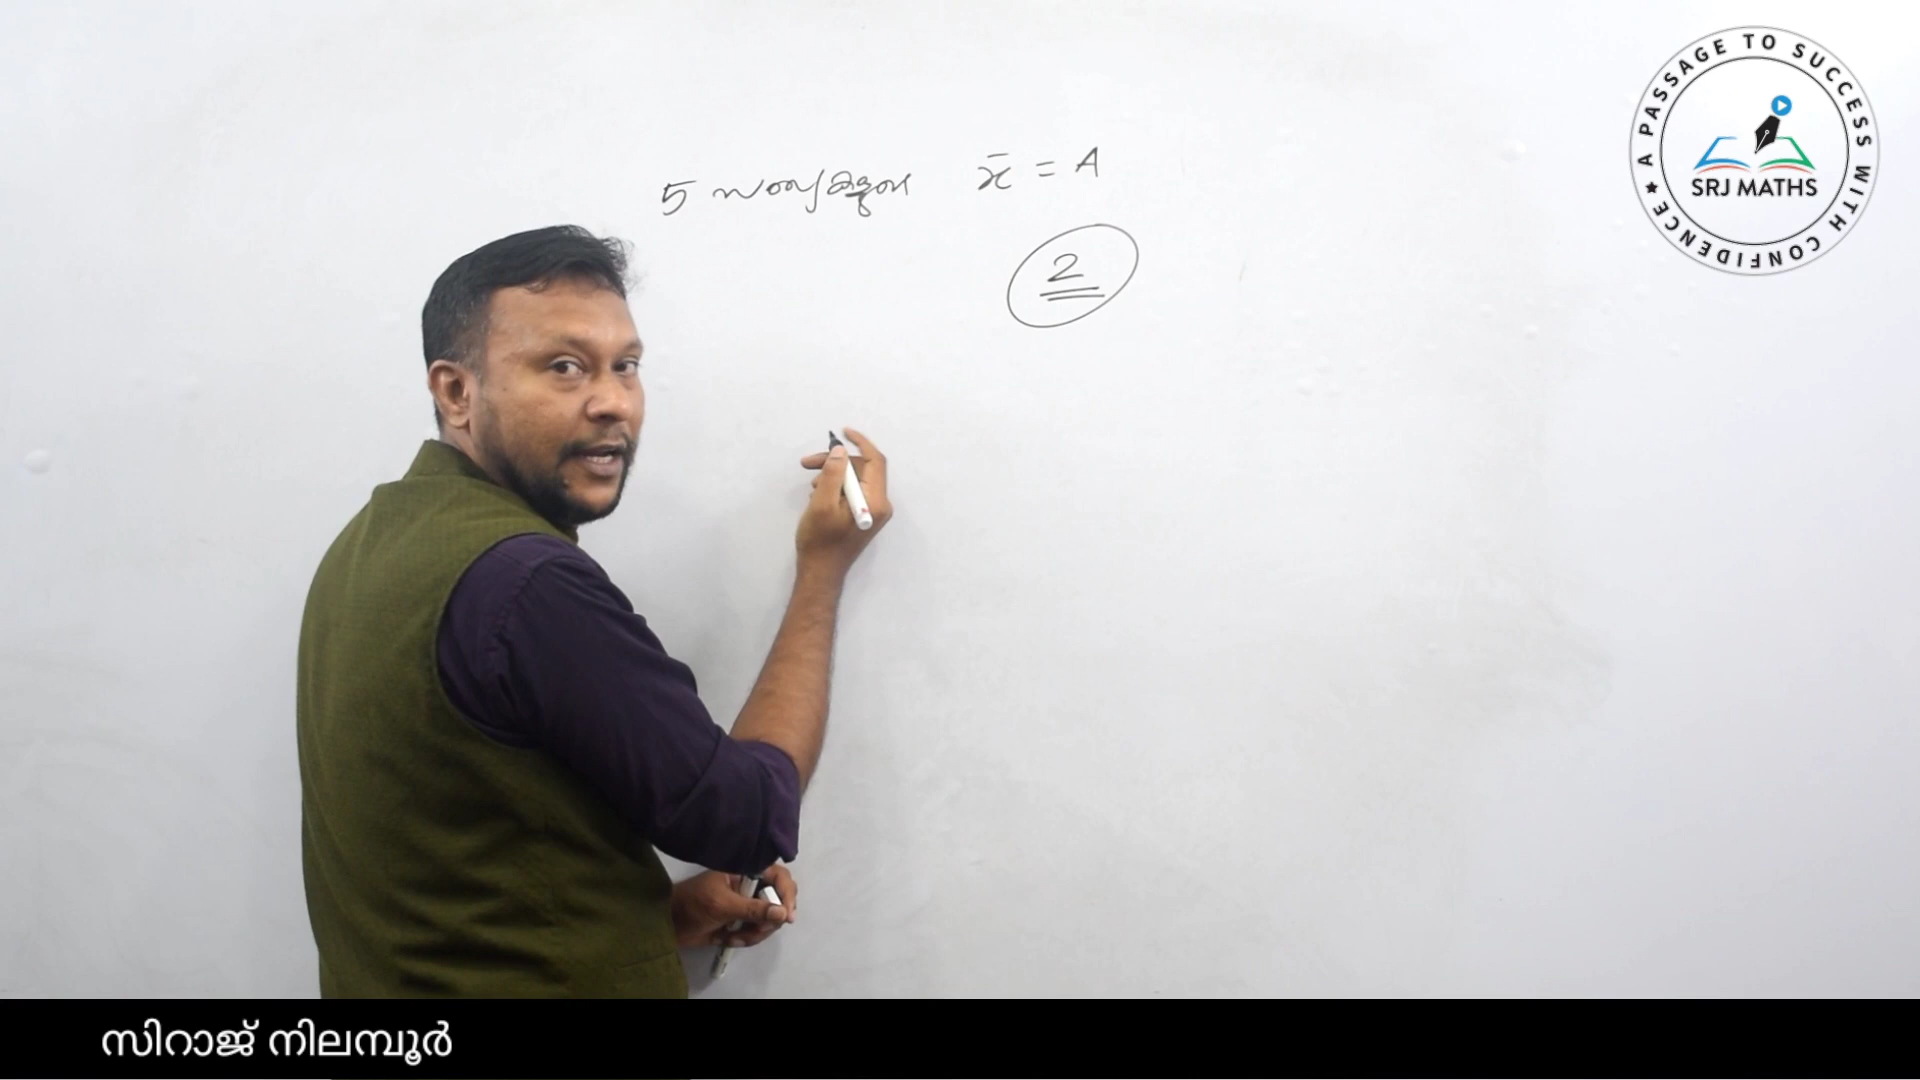 A PASSAGE TO SUCCESS WITH CONFIDENCE ★
SRJ MATHS
5 സംഖ്യകളുടെ x̄ = A
2
സിറാജ് നിലമ്പൂർ